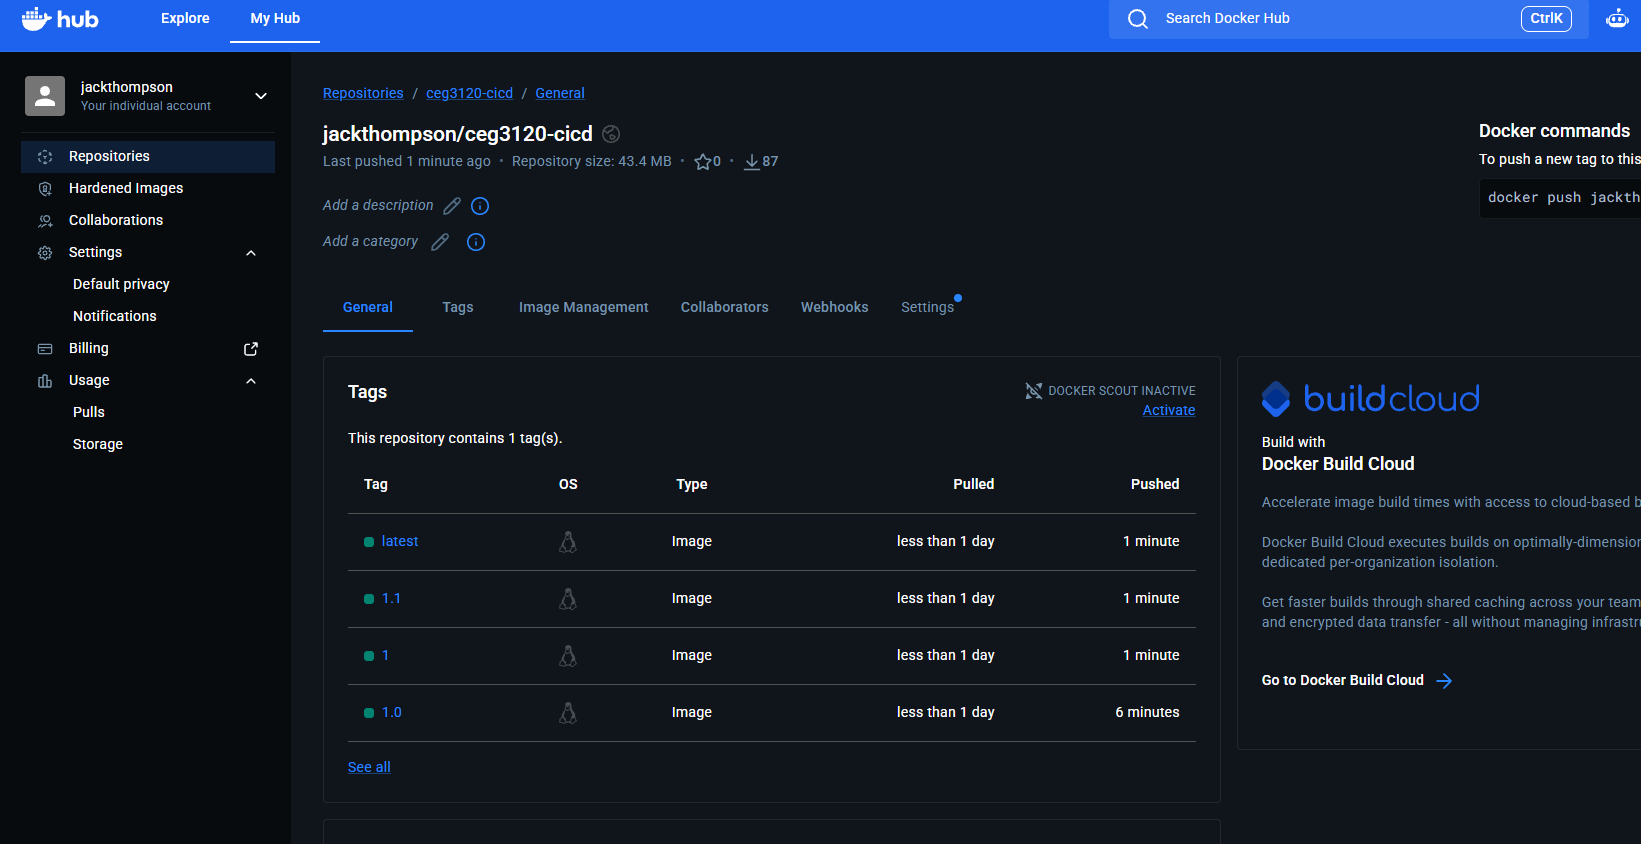 hub
Explore
My Hub
Search Docker Hub
CtrlK
jackthompson
Your individual account
Repositories
Hardened Images
Collaborations
Settings
Default privacy
Notifications
Billing
Usage
Pulls
Storage
Repositories / ceg3120-cicd / General
jackthompson/ceg3120-cicd
Last pushed 1 minute ago • Repository size: 43.4 MB • 0 • 87
Add a description
Add a category
Docker commands
To push a new tag to this
docker push jackth
General Tags Image Management Collaborators Webhooks Settings
Tags
DOCKER SCOUT INACTIVE
Activate
This repository contains 1 tag(s).
Tag OS Type Pulled Pushed
latest Image less than 1 day 1 minute
1.1 Image less than 1 day 1 minute
1 Image less than 1 day 1 minute
1.0 Image less than 1 day 6 minutes
See all
buildcloud
Build with
Docker Build Cloud
Accelerate image build times with access to cloud-based b
Docker Build Cloud executes builds on optimally-dimension
dedicated per-organization isolation.
Get faster builds through shared caching across your team
and encrypted data transfer - all without managing infrastru
Go to Docker Build Cloud